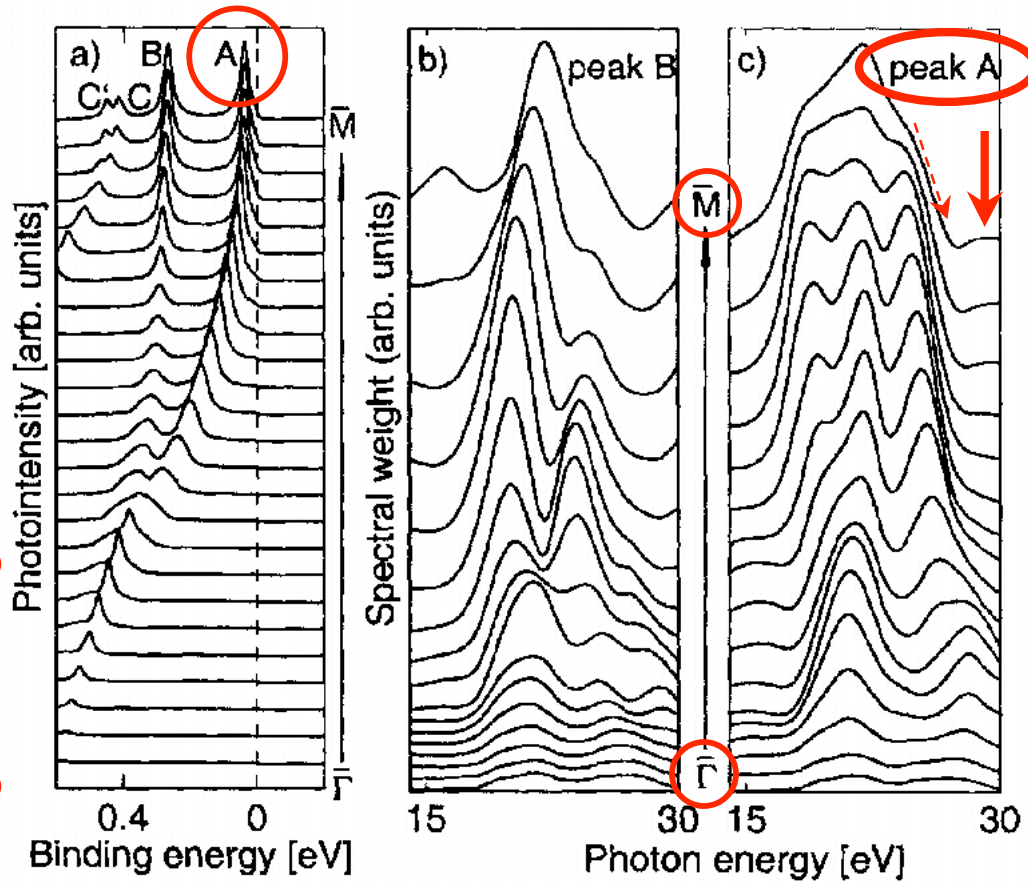 a)
B
A
C' C
M̄
Γ̄
0.4
0
Binding energy [eV]
Photointensity [arb. units]
b)
peak B
M̄
Γ̄
15
30
Spectral weight (arb. units)
c)
peak A
15
30
Photon energy [eV]